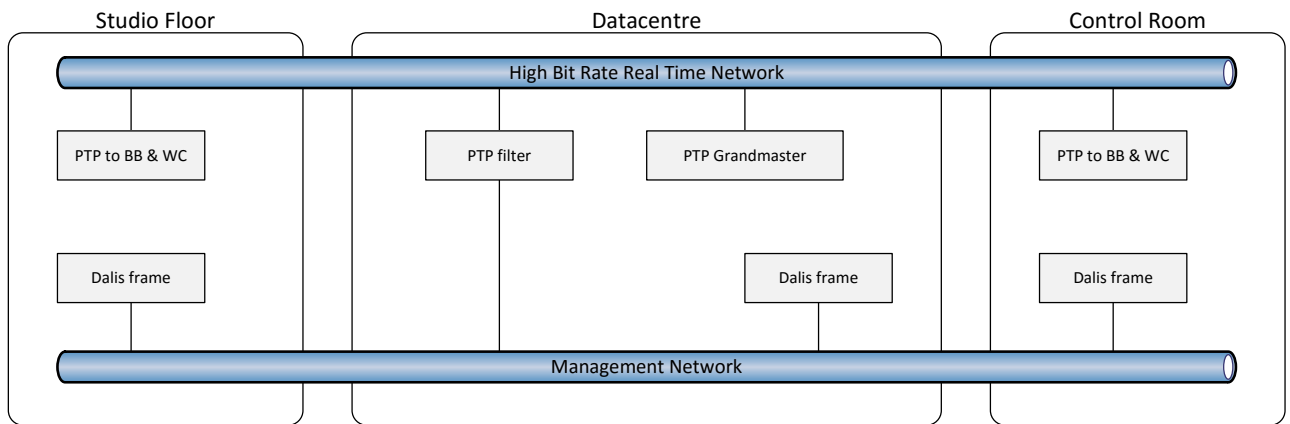 Studio Floor
Datacentre
Control Room
High Bit Rate Real Time Network
PTP to BB & WC
PTP filter
PTP Grandmaster
PTP to BB & WC
Dalis frame
Dalis frame
Dalis frame
Management Network